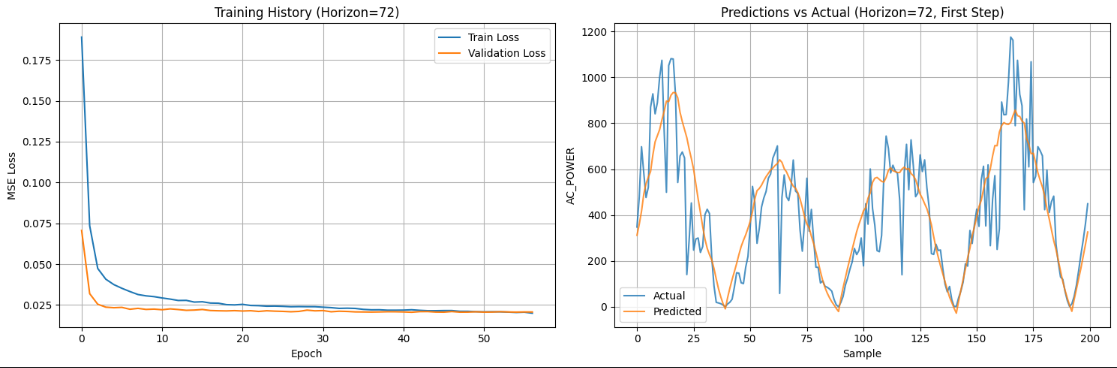 Training History (Horizon=72)
Train Loss
Validation Loss
MSE Loss
0.175
0.150
0.125
0.100
0.075
0.050
0.025
0
10
20
30
40
50
Epoch
Predictions vs Actual (Horizon=72, First Step)
AC_POWER
1200
1000
800
600
400
200
0
Actual
Predicted
0
25
50
75
100
125
150
175
200
Sample